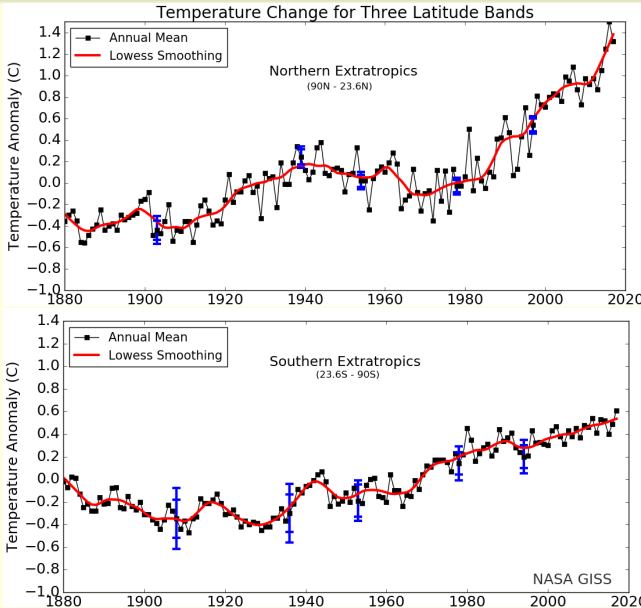 Temperature Change for Three Latitude Bands
Temperature Anomaly (C)
1.4
1.2
1.0
0.8
0.6
0.4
0.2
0.0
−0.2
−0.4
−0.6
−0.8
−1.0
Annual Mean
Lowess Smoothing
Northern Extratropics
(90N - 23.6N)
1880 1900 1920 1940 1960 1980 2000 2020
Temperature Anomaly (C)
1.4
1.2
1.0
0.8
0.6
0.4
0.2
0.0
−0.2
−0.4
−0.6
−0.8
−1.0
Annual Mean
Lowess Smoothing
Southern Extratropics
(23.6S - 90S)
NASA GISS
1880 1900 1920 1940 1960 1980 2000 2020